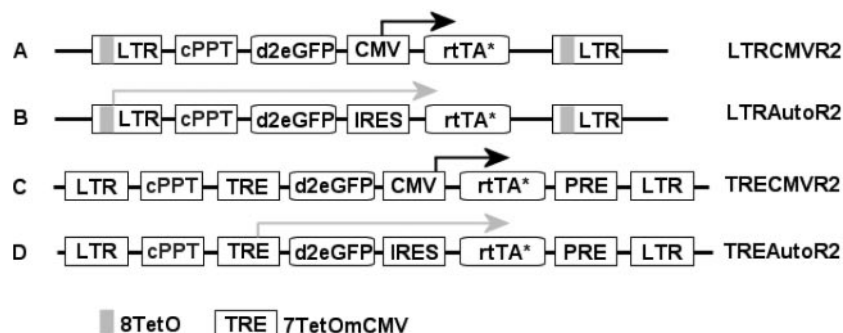 A LTR cPPT d2eGFP CMV rtTA* LTR LTRCMVR2
B LTR cPPT d2eGFP IRES rtTA* LTR LTRAutoR2
C LTR cPPT TRE d2eGFP CMV rtTA* PRE LTR TRECMVR2
D LTR cPPT TRE d2eGFP IRES rtTA* PRE LTR TREAutoR2
8TetO TRE 7TetOmCMV